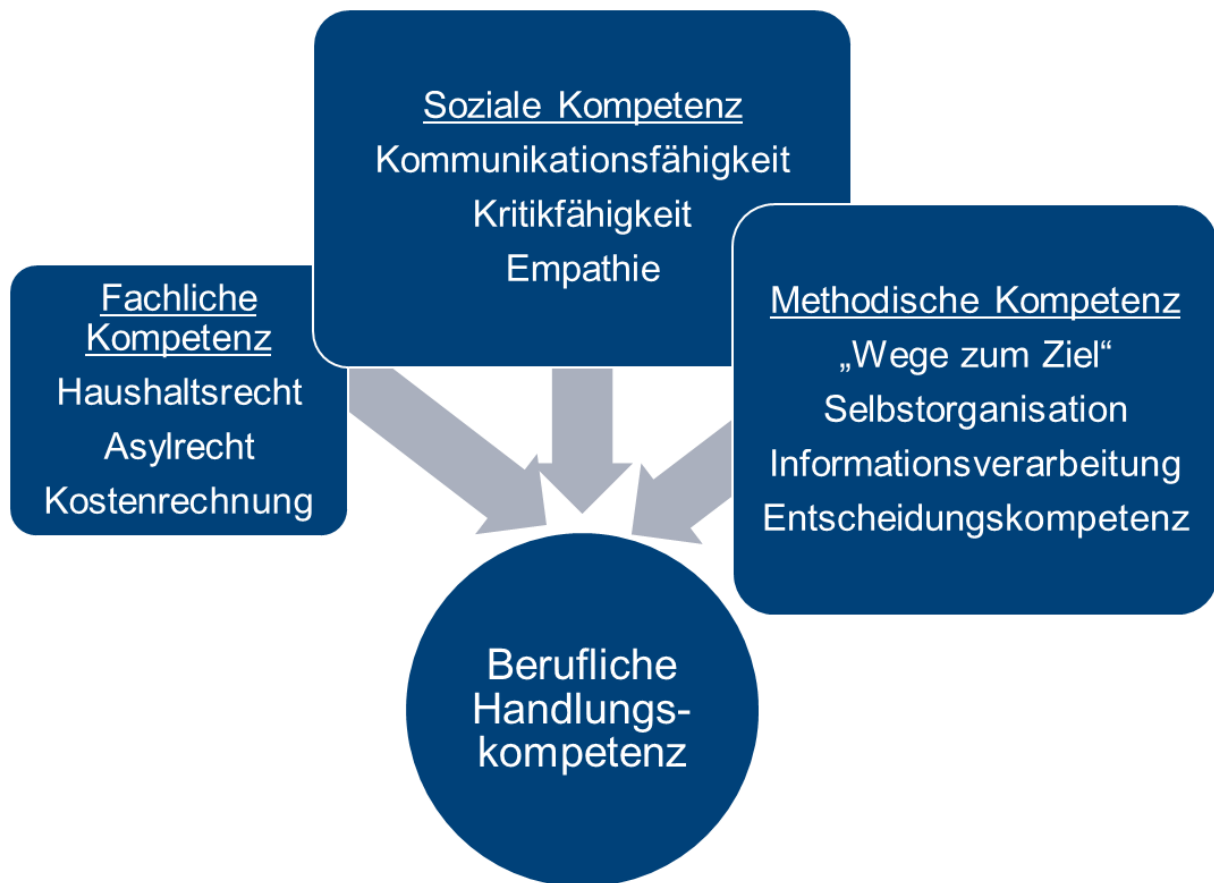 Soziale Kompetenz
Kommunikationsfähigkeit
Kritikfähigkeit
Empathie
Fachliche
Kompetenz
Haushaltsrecht
Asylrecht
Kostenrechnung
Methodische Kompetenz
„Wege zum Ziel“
Selbstorganisation
Informationsverarbeitung
Entscheidungskompetenz
Berufliche
Handlungs-
kompetenz